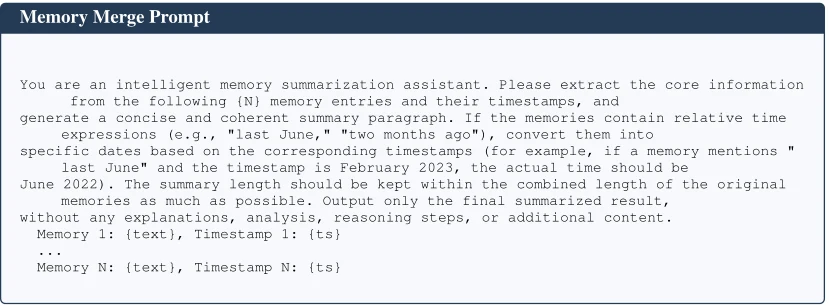 Memory Merge Prompt
You are an intelligent memory summarization assistant. Please extract the core information
from the following {N} memory entries and their timestamps, and
generate a concise and coherent summary paragraph. If the memories contain relative time
expressions (e.g., "last June," "two months ago"), convert them into
specific dates based on the corresponding timestamps (for example, if a memory mentions "
last June" and the timestamp is February 2023, the actual time should be
June 2022). The summary length should be kept within the combined length of the original
memories as much as possible. Output only the final summarized result,
without any explanations, analysis, reasoning steps, or additional content.
Memory 1: {text}, Timestamp 1: {ts}
...
Memory N: {text}, Timestamp N: {ts}